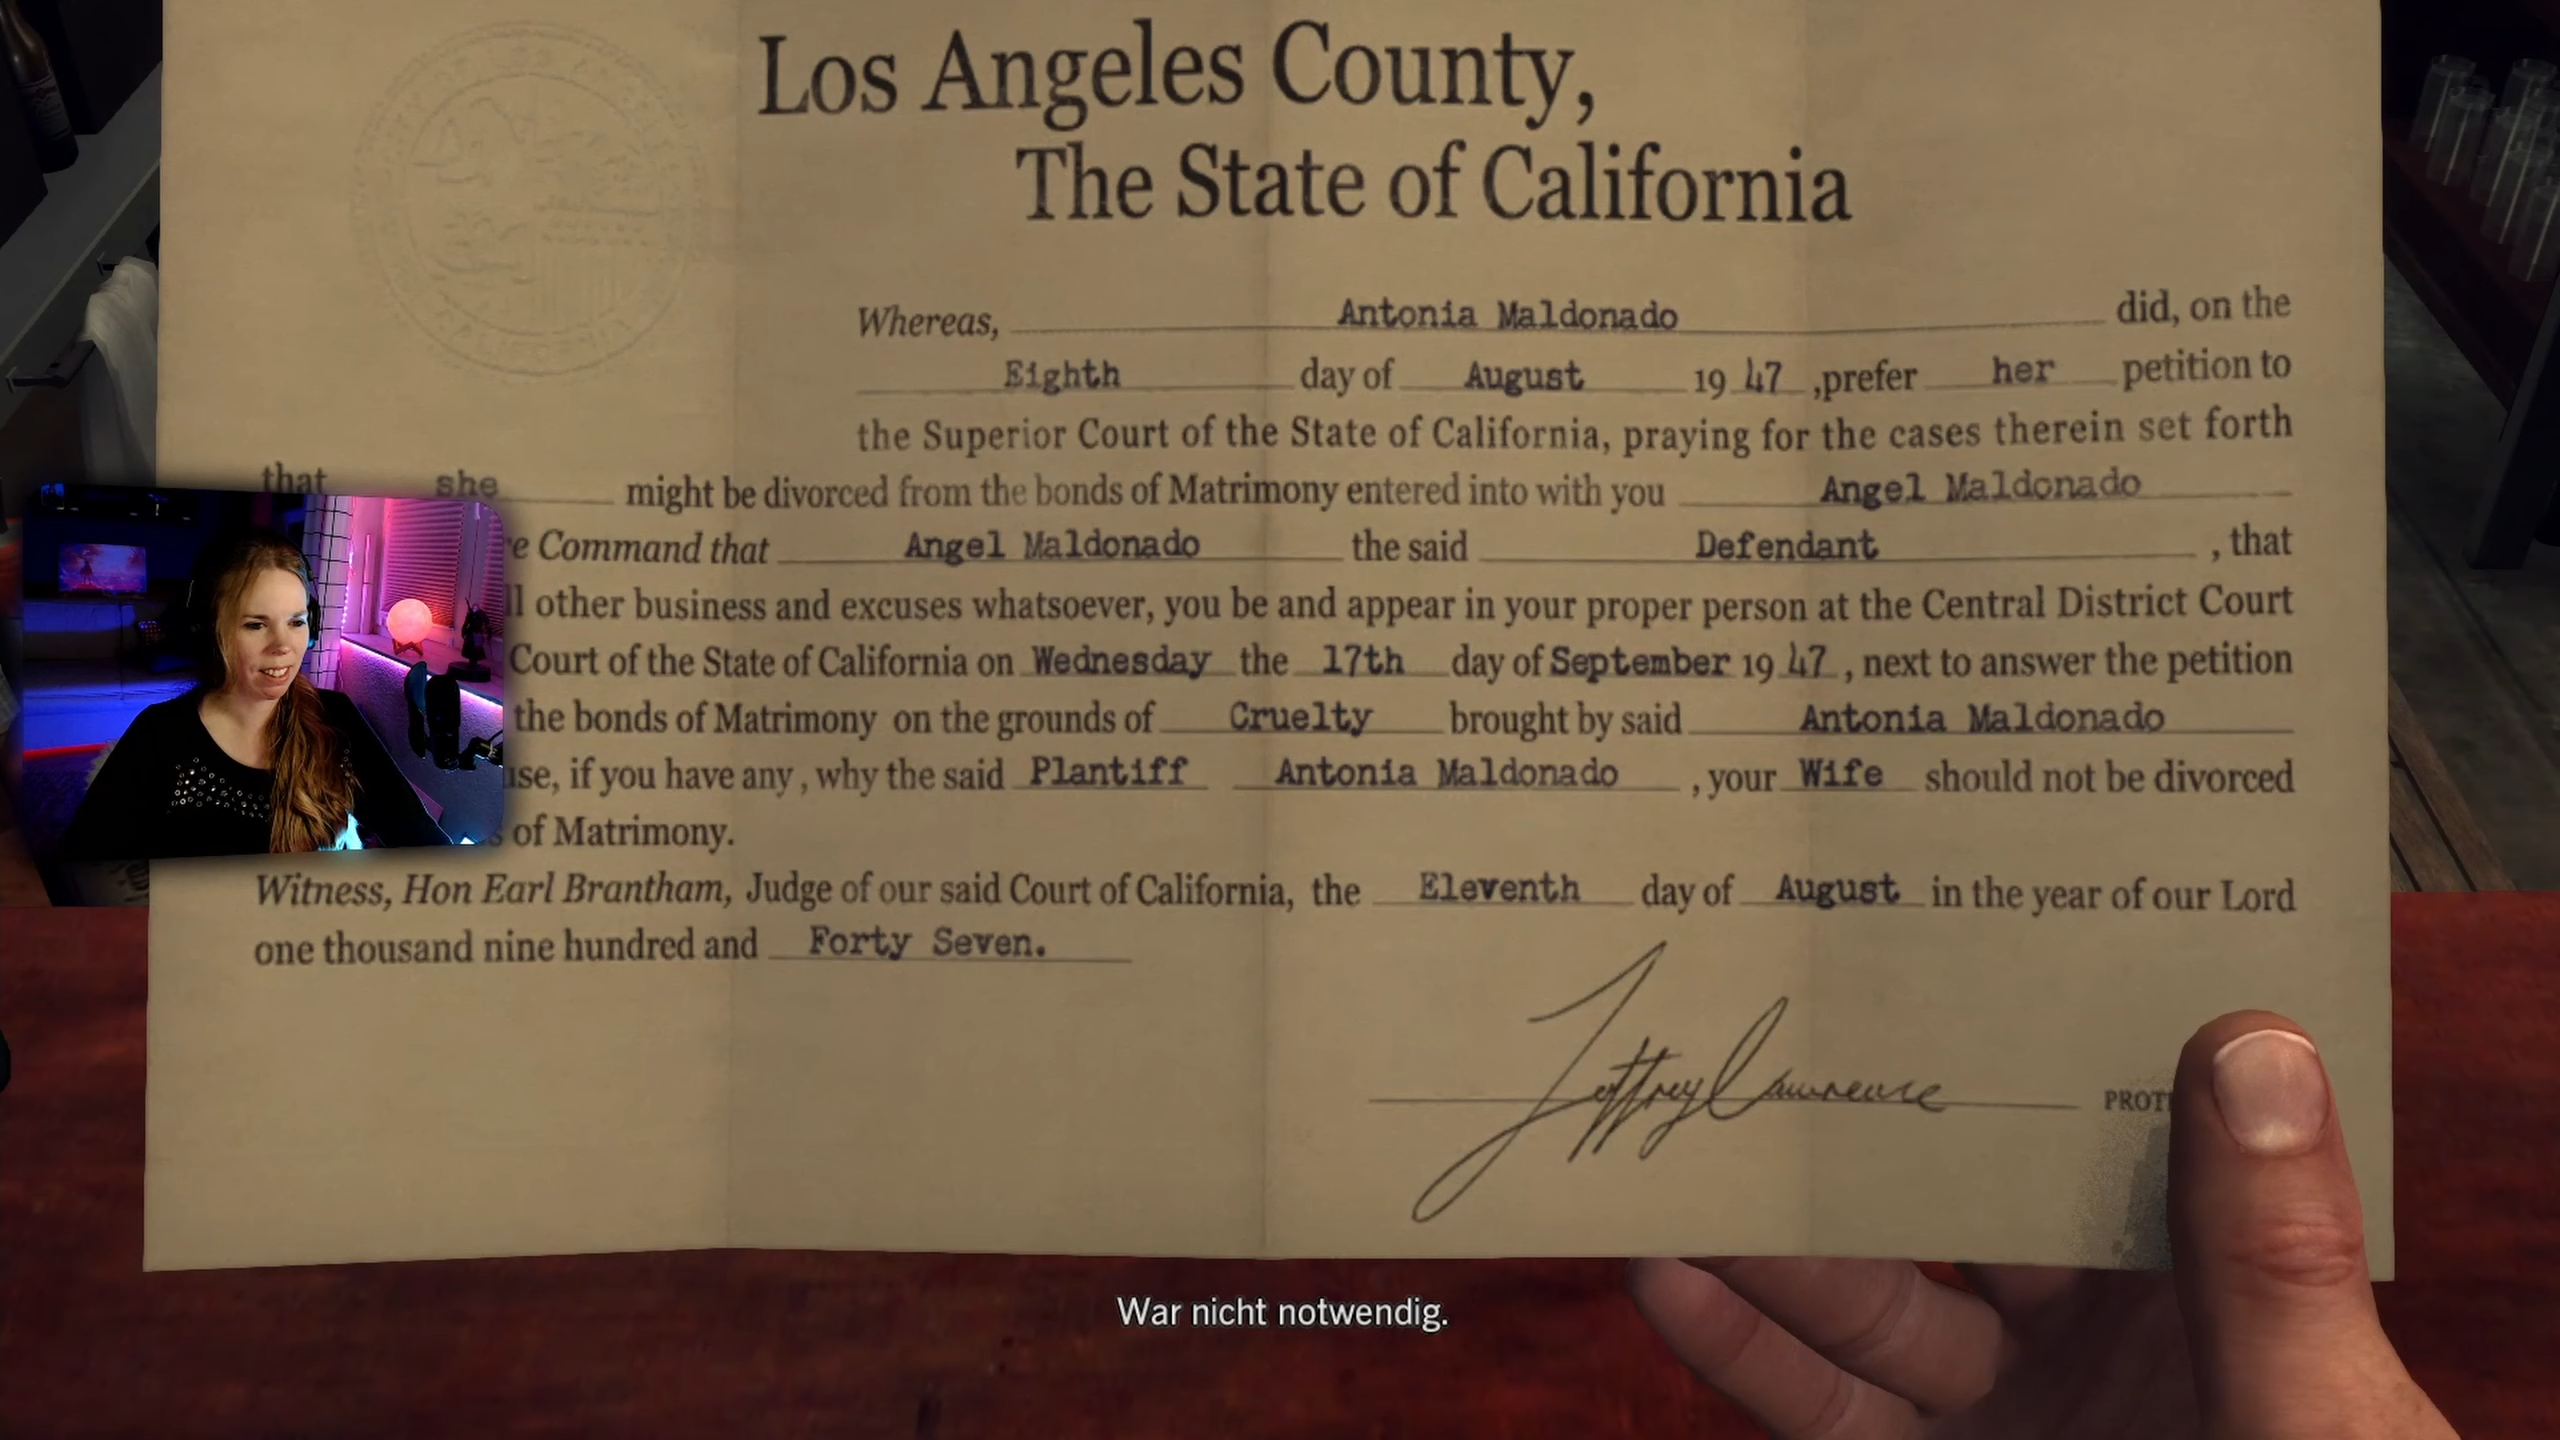 Los Angeles County,
The State of California
Whereas, Antonia Maldonado did, on the
Eighth day of August 19 47 ,prefer her petition to
the Superior Court of the State of California, praying for the cases therein set forth
that she might be divorced from the bonds of Matrimony entered into with you Angel Maldonado
Command that Angel Maldonado the said Defendant , that
other business and excuses whatsoever, you be and appear in your proper person at the Central District Court
Court of the State of California on Wednesday the 17th day of September 19 47 , next to answer the petition
the bonds of Matrimony on the grounds of Cruelty brought by said Antonia Maldonado
if you have any , why the said Plantiff Antonia Maldonado , your Wife should not be divorced
of Matrimony.
Witness, Hon Earl Brantham, Judge of our said Court of California, the Eleventh day of August in the year of our Lord
one thousand nine hundred and Forty Seven.
Jeffrey Lawrence
War nicht notwendig.